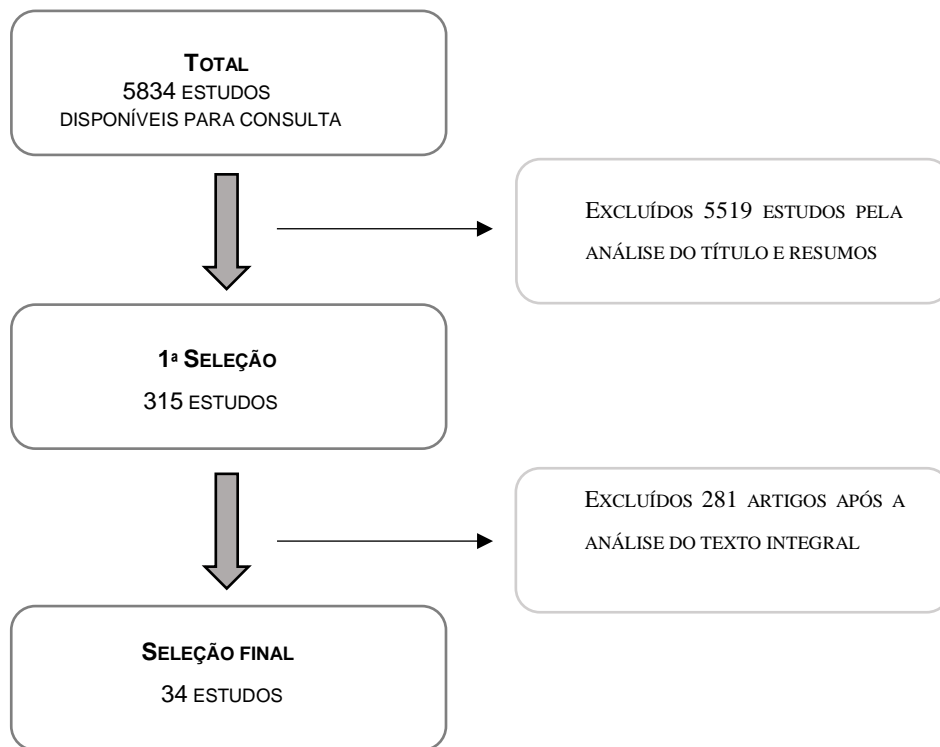 TOTAL
5834 ESTUDOS
DISPONÍVEIS PARA CONSULTA
EXCLUÍDOS 5519 ESTUDOS PELA
ANÁLISE DO TÍTULO E RESUMOS
1ª SELEÇÃO
315 ESTUDOS
EXCLUÍDOS 281 ARTIGOS APÓS A
ANÁLISE DO TEXTO INTEGRAL
SELEÇÃO FINAL
34 ESTUDOS